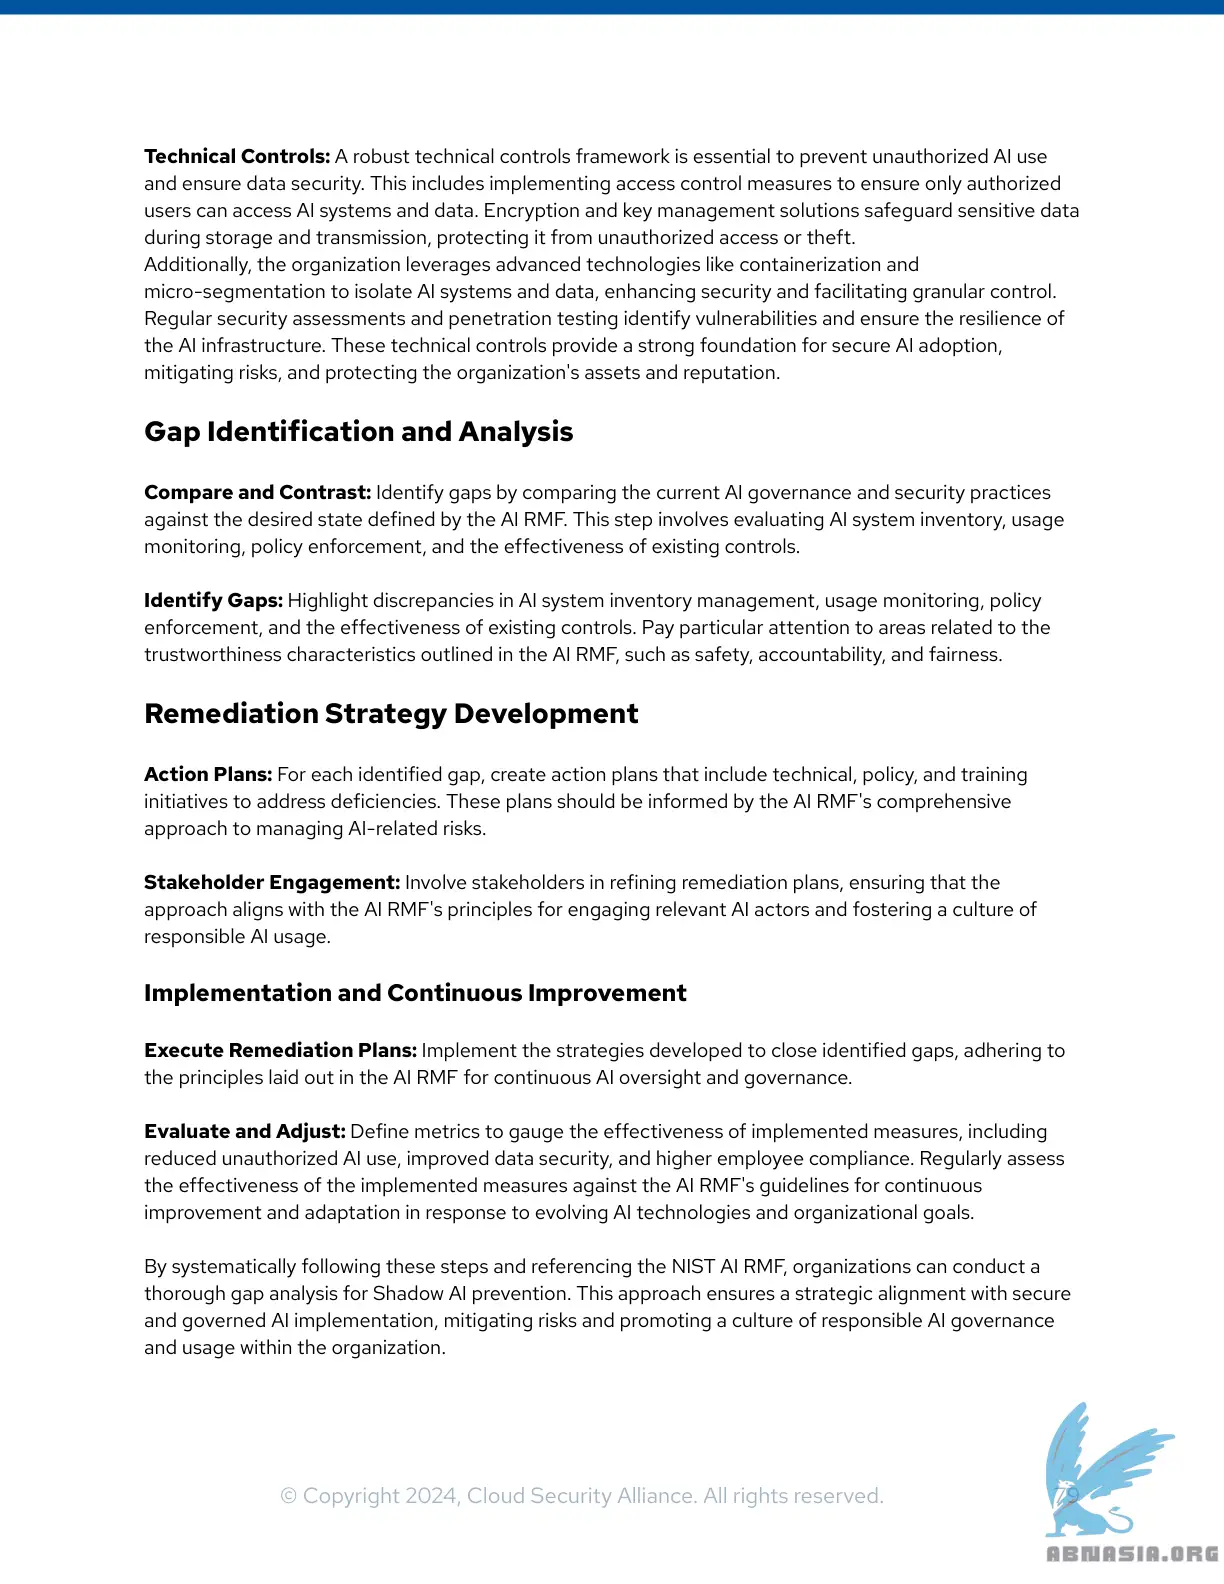 Technical Controls: A robust technical controls framework is essential to prevent unauthorized AI use
and ensure data security. This includes implementing access control measures to ensure only authorized
users can access AI systems and data. Encryption and key management solutions safeguard sensitive data
during storage and transmission, protecting it from unauthorized access or theft.
Additionally, the organization leverages advanced technologies like containerization and
micro-segmentation to isolate AI systems and data, enhancing security and facilitating granular control.
Regular security assessments and penetration testing identify vulnerabilities and ensure the resilience of
the AI infrastructure. These technical controls provide a strong foundation for secure AI adoption,
mitigating risks, and protecting the organization's assets and reputation.
Gap Identification and Analysis
Compare and Contrast: Identify gaps by comparing the current AI governance and security practices
against the desired state defined by the AI RMF. This step involves evaluating AI system inventory, usage
monitoring, policy enforcement, and the effectiveness of existing controls.
Identify Gaps: Highlight discrepancies in AI system inventory management, usage monitoring, policy
enforcement, and the effectiveness of existing controls. Pay particular attention to areas related to the
trustworthiness characteristics outlined in the AI RMF, such as safety, accountability, and fairness.
Remediation Strategy Development
Action Plans: For each identified gap, create action plans that include technical, policy, and training
initiatives to address deficiencies. These plans should be informed by the AI RMF's comprehensive
approach to managing AI-related risks.
Stakeholder Engagement: Involve stakeholders in refining remediation plans, ensuring that the
approach aligns with the AI RMF's principles for engaging relevant AI actors and fostering a culture of
responsible AI usage.
Implementation and Continuous Improvement
Execute Remediation Plans: Implement the strategies developed to close identified gaps, adhering to
the principles laid out in the AI RMF for continuous AI oversight and governance.
Evaluate and Adjust: Define metrics to gauge the effectiveness of implemented measures, including
reduced unauthorized AI use, improved data security, and higher employee compliance. Regularly assess
the effectiveness of the implemented measures against the AI RMF's guidelines for continuous
improvement and adaptation in response to evolving AI technologies and organizational goals.
By systematically following these steps and referencing the NIST AI RMF, organizations can conduct a
thorough gap analysis for Shadow AI prevention. This approach ensures a strategic alignment with secure
and governed AI implementation, mitigating risks and promoting a culture of responsible AI governance
and usage within the organization.
© Copyright 2024, Cloud Security Alliance. All rights reserved.
79
ABNASIA.ORG